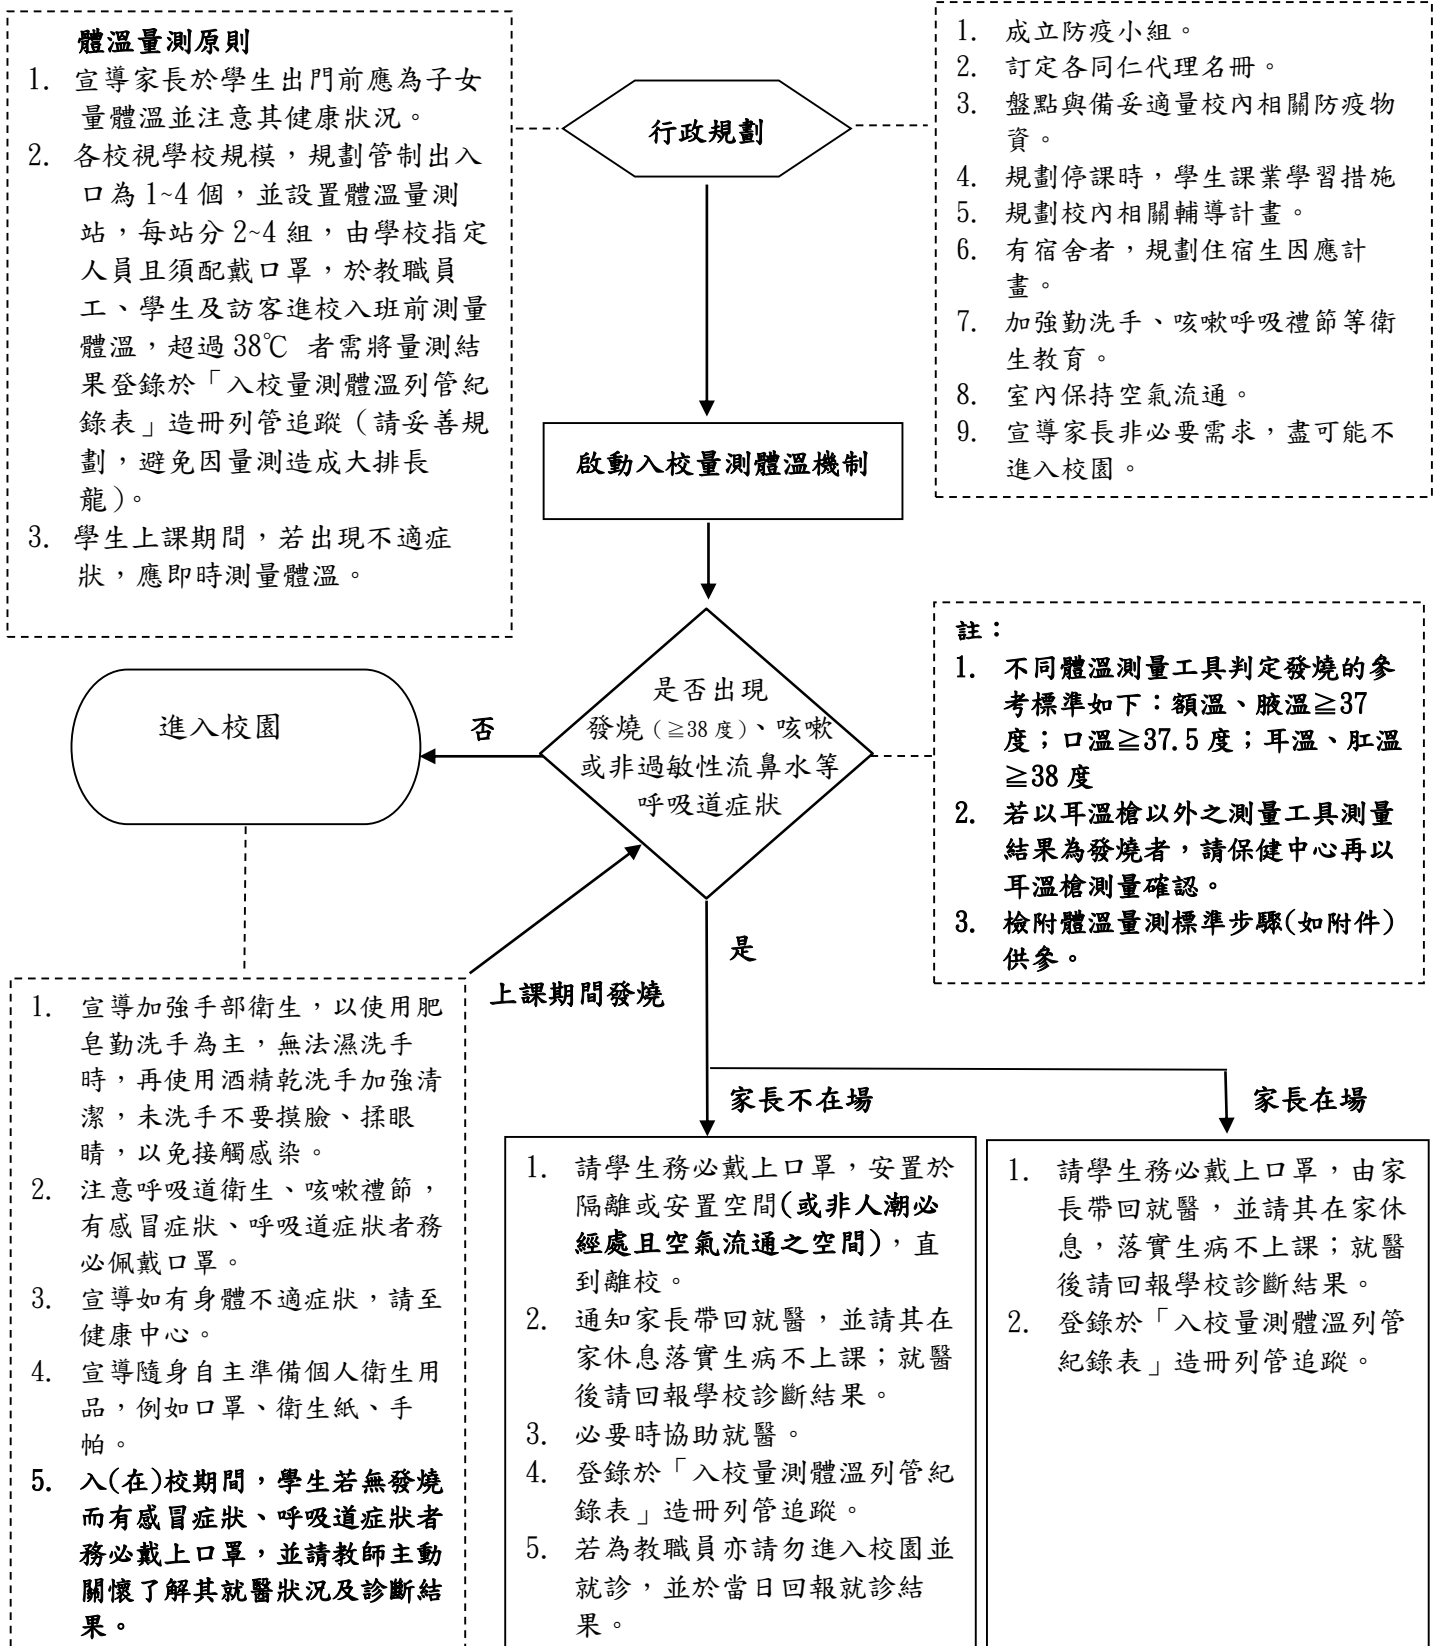 體溫量測原則
1. 宣導家長於學生出門前應為子女
量體溫並注意其健康狀況。
2. 各校視學校規模，規劃管制出入
口為1~4個，並設置體溫量測
站，每站分2~4組，由學校指定
人員且須配戴口罩，於教職員
工、學生及訪客進校入班前測量
體溫，超過38℃ 者需將量測結
果登錄於「入校量測體溫列管紀
錄表」造冊列管追蹤（請妥善規
劃，避免因量測造成大排長
龍）。
3. 學生上課期間，若出現不適症
狀，應即時測量體溫。
行政規劃
1. 成立防疫小組。
2. 訂定各同仁代理名冊。
3. 盤點與備妥適量校內相關防疫物
資。
4. 規劃停課時，學生課業學習措施
5. 規劃校內相關輔導計畫。
6. 有宿舍者，規劃住宿生因應計
畫。
7. 加強勤洗手、咳嗽呼吸禮節等衛
生教育。
8. 室內保持空氣流通。
9. 宣導家長非必要需求，盡可能不
進入校園。
啟動入校量測體溫機制
是否出現
發燒（≧38度）、咳嗽
或非過敏性流鼻水等
呼吸道症狀
否
進入校園
註：
1. 不同體溫測量工具判定發燒的參
考標準如下：額溫、腋溫≧37
度；口溫≧37.5度；耳溫、肛溫
≧38度
2. 若以耳溫槍以外之測量工具測量
結果為發燒者，請保健中心再以
耳溫槍測量確認。
3. 檢附體溫量測標準步驟(如附件)
供參。
是
上課期間發燒
家長不在場
家長在場
1. 宣導加強手部衛生，以使用肥
皂勤洗手為主，無法濕洗手
時，再使用酒精乾洗手加強清
潔，未洗手不要摸臉、揉眼
睛，以免接觸感染。
2. 注意呼吸道衛生、咳嗽禮節，
有感冒症狀、呼吸道症狀者務
必佩戴口罩。
3. 宣導如有身體不適症狀，請至
健康中心。
4. 宣導隨身自主準備個人衛生用
品，例如口罩、衛生紙、手
帕。
5. 入(在)校期間，學生若無發燒
而有感冒症狀、呼吸道症狀者
務必戴上口罩，並請教師主動
關懷了解其就醫狀況及診斷結
果。
1. 請學生務必戴上口罩，安置於
隔離或安置空間(或非人潮必
經處且空氣流通之空間)，直
到離校。
2. 通知家長帶回就醫，並請其在
家休息落實生病不上課；就醫
後請回報學校診斷結果。
3. 必要時協助就醫。
4. 登錄於「入校量測體溫列管紀
錄表」造冊列管追蹤。
5. 若為教職員亦請勿進入校園並
就診，並於當日回報就診結
果。
1. 請學生務必戴上口罩，由家
長帶回就醫，並請其在家休
息，落實生病不上課；就醫
後請回報學校診斷結果。
2. 登錄於「入校量測體溫列管
紀錄表」造冊列管追蹤。